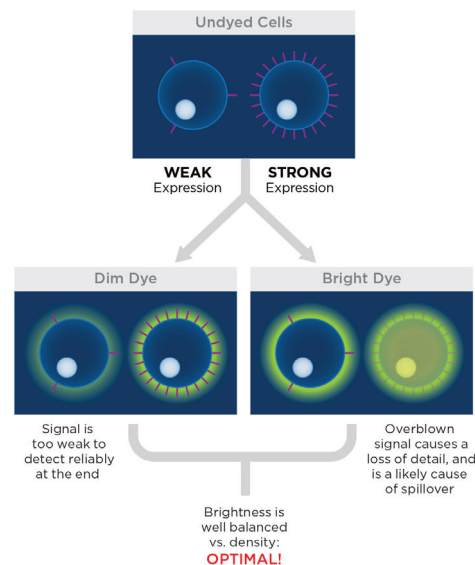 Undyed Cells
WEAK
Expression
STRONG
Expression
Dim Dye
Bright Dye
Signal is
too weak to
detect reliably
at the end
Overblown
signal causes a
loss of detail, and
is a likely cause
of spillover
Brightness is
well balanced
vs. density:
OPTIMAL!